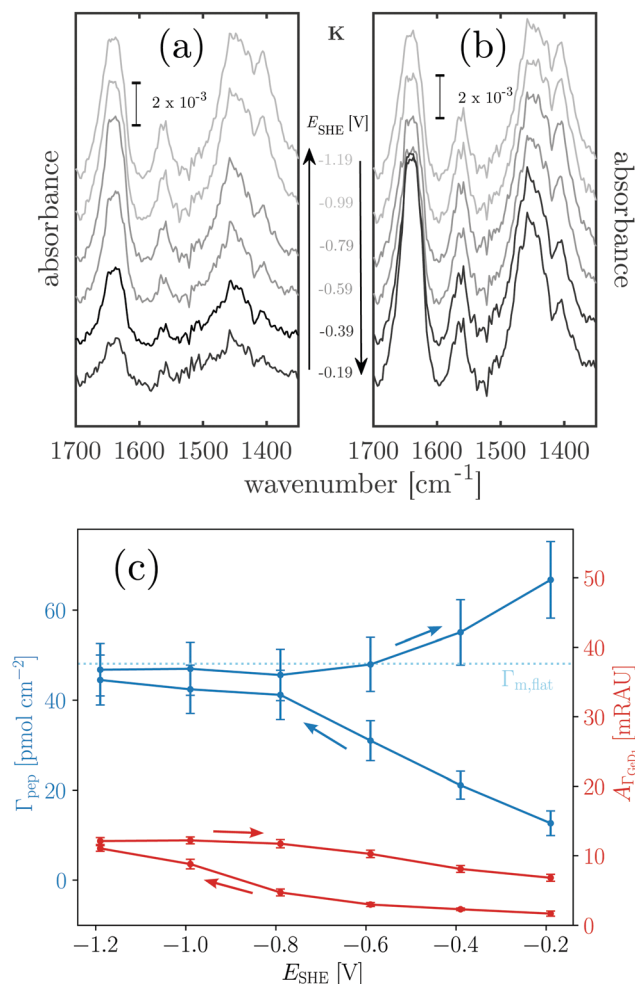 (a)
K
(b)
2 x 10⁻³
2 x 10⁻³
E_SHE [V]
absorbance
absorbance
-1.19
-0.99
-0.79
-0.59
-0.39
-0.19
1700 1600 1500 1400
1700 1600 1500 1400
wavenumber [cm⁻¹]
(c)
60
40
20
0
Γ_pep [pmol cm⁻²]
Γ_m,flat
50
40
30
20
10
0
[mRAU]
−1.2 −1.0 −0.8 −0.6 −0.4 −0.2
E_SHE [V]